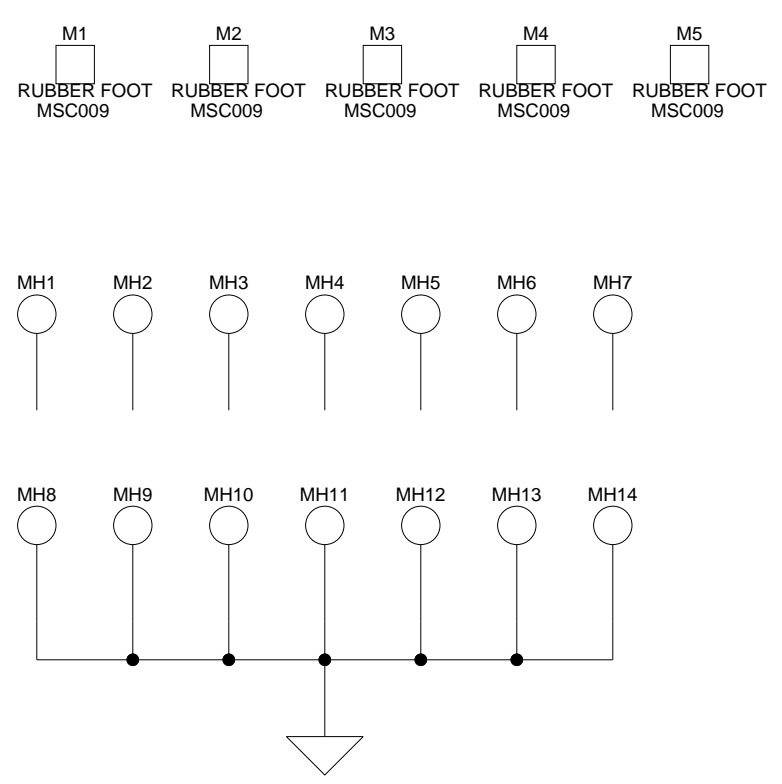 M1 M2 M3 M4 M5
RUBBER FOOT RUBBER FOOT RUBBER FOOT RUBBER FOOT RUBBER FOOT
MSC009 MSC009 MSC009 MSC009 MSC009
MH1 MH2 MH3 MH4 MH5 MH6 MH7
MH8 MH9 MH10 MH11 MH12 MH13 MH14